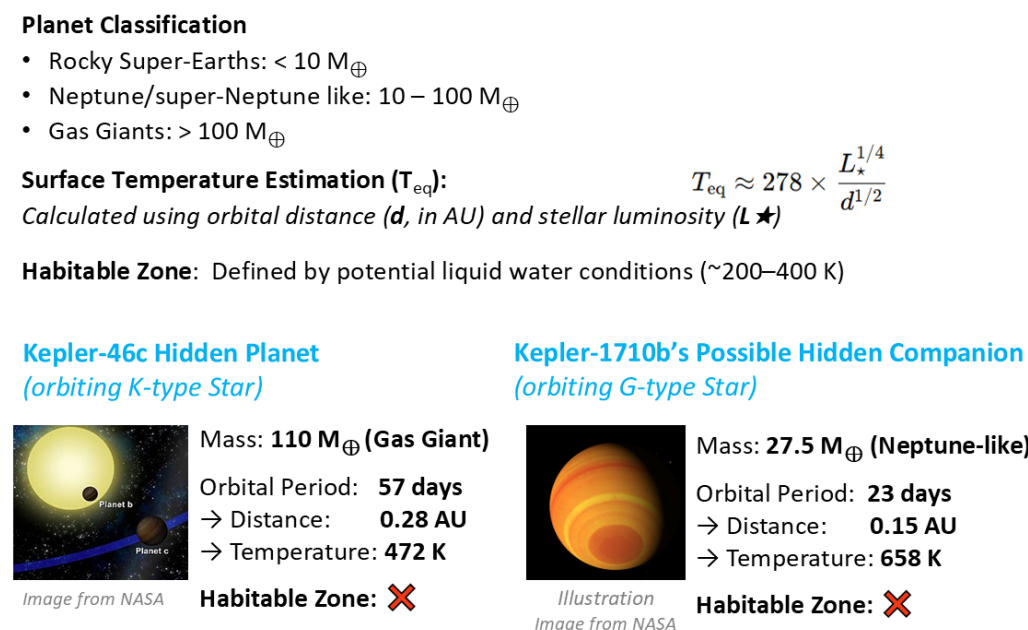 Planet Classification
• Rocky Super-Earths: < 10 M⊕
• Neptune/super-Neptune like: 10 – 100 M⊕
• Gas Giants: > 100 M⊕
Surface Temperature Estimation (Teq): Teq ≈ 278 × L⋆^1/4 / d^1/2
Calculated using orbital distance (d, in AU) and stellar luminosity (L★)
Habitable Zone: Defined by potential liquid water conditions (~200–400 K)
Kepler-46c Hidden Planet
(orbiting K-type Star)
Planet b
Planet c
Image from NASA
Mass: 110 M⊕ (Gas Giant)
Orbital Period: 57 days
→ Distance: 0.28 AU
→ Temperature: 472 K
Habitable Zone: ❌
Kepler-1710b's Possible Hidden Companion
(orbiting G-type Star)
Illustration
Image from NASA
Mass: 27.5 M⊕ (Neptune-like)
Orbital Period: 23 days
→ Distance: 0.15 AU
→ Temperature: 658 K
Habitable Zone: ❌